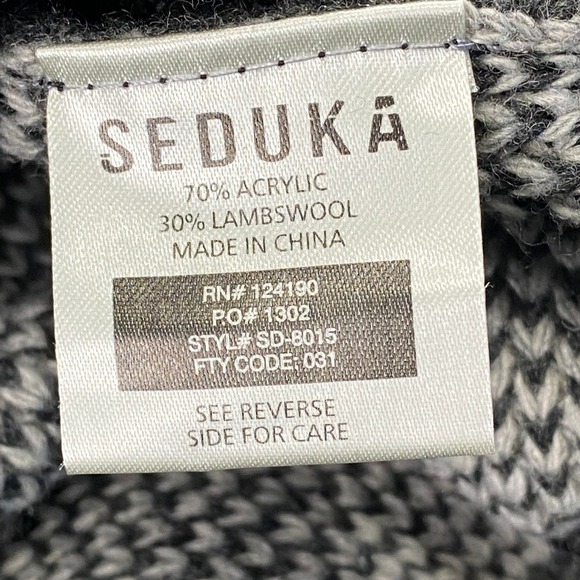 SEDUKĀ
70% ACRYLIC
30% LAMBSWOOL
MADE IN CHINA
RN# 124190
PO# 1302
STYL# SD-8015
FTY CODE: 031
SEE REVERSE
SIDE FOR CARE